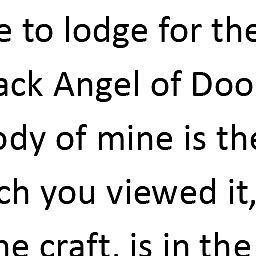 e to lodge for the
ack Angel of Doo
ody of mine is the
ch you viewed it,
he craft, is in the